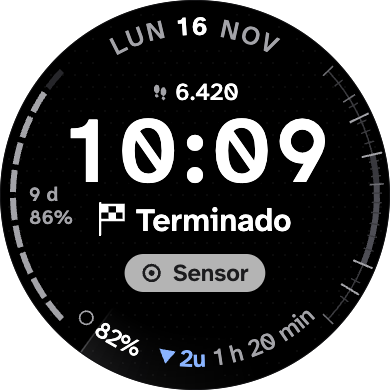 LUN 16 NOV
6.420
10:09
9 d
86%
Terminado
Sensor
82%
2u 1 h 20 min